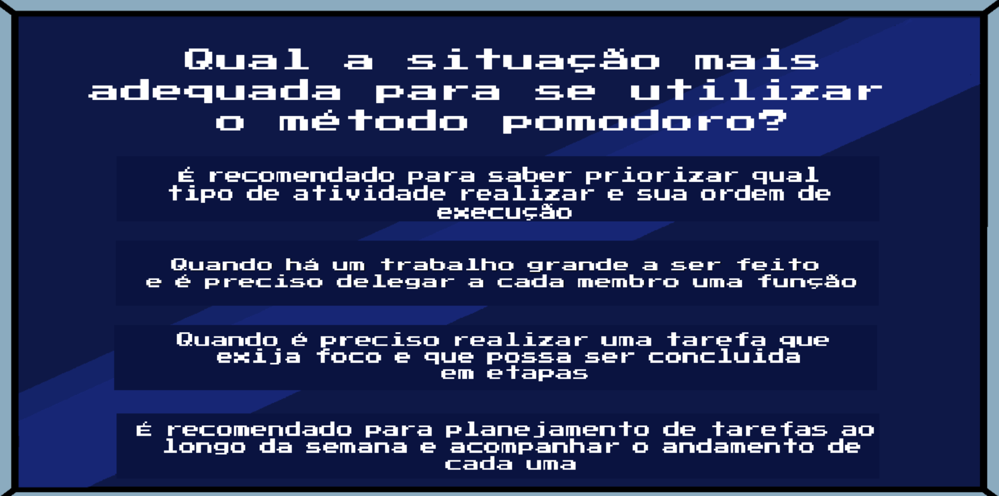 Qual a situação mais
adequada para se utilizar
o método pomodoro?
É recomendado para saber priorizar qual
tipo de atividade realizar e sua ordem de
execução
Quando há um trabalho grande a ser feito
e é preciso delegar a cada membro uma função
Quando é preciso realizar uma tarefa que
exija foco e que possa ser concluida
em etapas
É recomendado para planejamento de tarefas ao
longo da semana e acompanhar o andamento de
cada uma